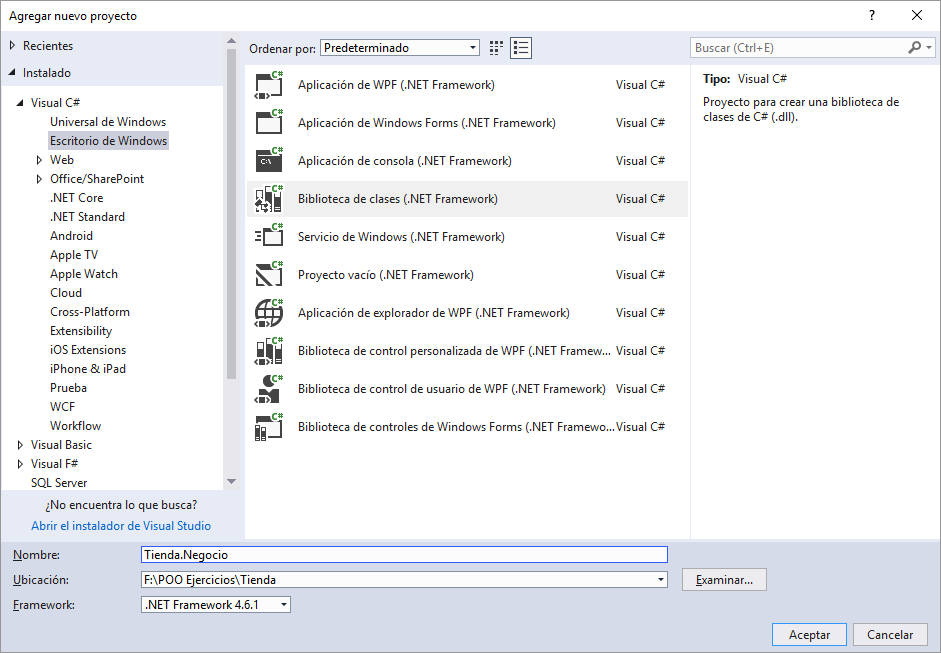 Agregar nuevo proyecto
?
Recientes
Instalado
Visual C#
Universal de Windows
Escritorio de Windows
Web
Office/SharePoint
.NET Core
.NET Standard
Android
Apple TV
Apple Watch
Cloud
Cross-Platform
Extensibility
iOS Extensions
iPhone & iPad
Prueba
WCF
Workflow
Visual Basic
Visual F#
SQL Server
¿No encuentra lo que busca?
Abrir el instalador de Visual Studio
Ordenar por: Predeterminado
C# Aplicación de WPF (.NET Framework) Visual C#
C# Aplicación de Windows Forms (.NET Framework) Visual C#
C# C:\ Aplicación de consola (.NET Framework) Visual C#
C# Biblioteca de clases (.NET Framework) Visual C#
C# Servicio de Windows (.NET Framework) Visual C#
C# Proyecto vacío (.NET Framework) Visual C#
C# Aplicación de explorador de WPF (.NET Framework) Visual C#
C# Biblioteca de control personalizada de WPF (.NET Framew... Visual C#
C# Biblioteca de control de usuario de WPF (.NET Framework) Visual C#
C# Biblioteca de controles de Windows Forms (.NET Framewo... Visual C#
Buscar (Ctrl+E)
Tipo: Visual C#
Proyecto para crear una biblioteca de
clases de C# (.dll).
Nombre: Tienda.Negocio
Ubicación: F:\POO Ejercicios\Tienda Examinar...
Framework: .NET Framework 4.6.1
Aceptar Cancelar